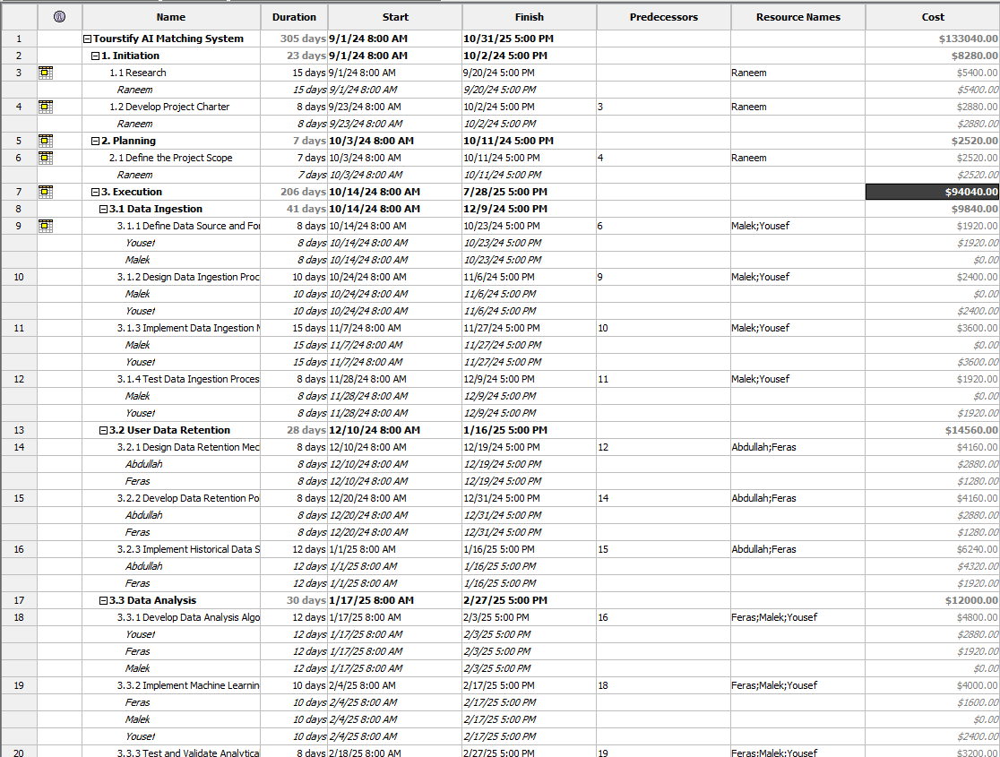 Name Duration Start Finish Predecessors Resource Names Cost
1 Tourstify AI Matching System 305 days 9/1/24 8:00 AM 10/31/25 5:00 PM $133040.00
2 1. Initiation 23 days 9/1/24 8:00 AM 10/2/24 5:00 PM $8280.00
3 1.1 Research 15 days 9/1/24 8:00 AM 9/20/24 5:00 PM Raneem $5400.00
Raneem 15 days 9/1/24 8:00 AM 9/20/24 5:00 PM $5400.00
4 1.2 Develop Project Charter 8 days 9/23/24 8:00 AM 10/2/24 5:00 PM 3 Raneem $2880.00
Raneem 8 days 9/23/24 8:00 AM 10/2/24 5:00 PM $2880.00
5 2. Planning 7 days 10/3/24 8:00 AM 10/11/24 5:00 PM $2520.00
6 2.1 Define the Project Scope 7 days 10/3/24 8:00 AM 10/11/24 5:00 PM 4 Raneem $2520.00
Raneem 7 days 10/3/24 8:00 AM 10/11/24 5:00 PM $2520.00
7 3. Execution 206 days 10/14/24 8:00 AM 7/28/25 5:00 PM $94040.00
8 3.1 Data Ingestion 41 days 10/14/24 8:00 AM 12/9/24 5:00 PM $9840.00
9 3.1.1 Define Data Source and For 8 days 10/14/24 8:00 AM 10/23/24 5:00 PM 6 Malek;Yousef $1920.00
Yousef 8 days 10/14/24 8:00 AM 10/23/24 5:00 PM $1920.00
Malek 8 days 10/14/24 8:00 AM 10/23/24 5:00 PM $0.00
10 3.1.2 Design Data Ingestion Proc 10 days 10/24/24 8:00 AM 11/6/24 5:00 PM 9 Malek;Yousef $2400.00
Malek 10 days 10/24/24 8:00 AM 11/6/24 5:00 PM $0.00
Yousef 10 days 10/24/24 8:00 AM 11/6/24 5:00 PM $2400.00
11 3.1.3 Implement Data Ingestion M 15 days 11/7/24 8:00 AM 11/27/24 5:00 PM 10 Malek;Yousef $3600.00
Malek 15 days 11/7/24 8:00 AM 11/27/24 5:00 PM $0.00
Yousef 15 days 11/7/24 8:00 AM 11/27/24 5:00 PM $3600.00
12 3.1.4 Test Data Ingestion Proces 8 days 11/28/24 8:00 AM 12/9/24 5:00 PM 11 Malek;Yousef $1920.00
Malek 8 days 11/28/24 8:00 AM 12/9/24 5:00 PM $0.00
Yousef 8 days 11/28/24 8:00 AM 12/9/24 5:00 PM $1920.00
13 3.2 User Data Retention 28 days 12/10/24 8:00 AM 1/16/25 5:00 PM $14560.00
14 3.2.1 Design Data Retention Mec 8 days 12/10/24 8:00 AM 12/19/24 5:00 PM 12 Abdullah;Feras $4160.00
Abdullah 8 days 12/10/24 8:00 AM 12/19/24 5:00 PM $2880.00
Feras 8 days 12/10/24 8:00 AM 12/19/24 5:00 PM $1280.00
15 3.2.2 Develop Data Retention Po 8 days 12/20/24 8:00 AM 12/31/24 5:00 PM 14 Abdullah;Feras $4160.00
Abdullah 8 days 12/20/24 8:00 AM 12/31/24 5:00 PM $2880.00
Feras 8 days 12/20/24 8:00 AM 12/31/24 5:00 PM $1280.00
16 3.2.3 Implement Historical Data S 12 days 1/1/25 8:00 AM 1/16/25 5:00 PM 15 Abdullah;Feras $6240.00
Abdullah 12 days 1/1/25 8:00 AM 1/16/25 5:00 PM $4320.00
Feras 12 days 1/1/25 8:00 AM 1/16/25 5:00 PM $1920.00
17 3.3 Data Analysis 30 days 1/17/25 8:00 AM 2/27/25 5:00 PM $12000.00
18 3.3.1 Develop Data Analysis Algo 12 days 1/17/25 8:00 AM 2/3/25 5:00 PM 16 Feras;Malek;Yousef $4800.00
Yousef 12 days 1/17/25 8:00 AM 2/3/25 5:00 PM $2880.00
Feras 12 days 1/17/25 8:00 AM 2/3/25 5:00 PM $1920.00
Malek 12 days 1/17/25 8:00 AM 2/3/25 5:00 PM $0.00
19 3.3.2 Implement Machine Learnin 10 days 2/4/25 8:00 AM 2/17/25 5:00 PM 18 Feras;Malek;Yousef $4000.00
Feras 10 days 2/4/25 8:00 AM 2/17/25 5:00 PM $1600.00
Malek 10 days 2/4/25 8:00 AM 2/17/25 5:00 PM $0.00
Yousef 10 days 2/4/25 8:00 AM 2/17/25 5:00 PM $2400.00
20 3.3.3 Test and Validate Analytica 8 days 2/18/25 8:00 AM 2/27/25 5:00 PM 19 Feras;Malek;Yousef $3200.00